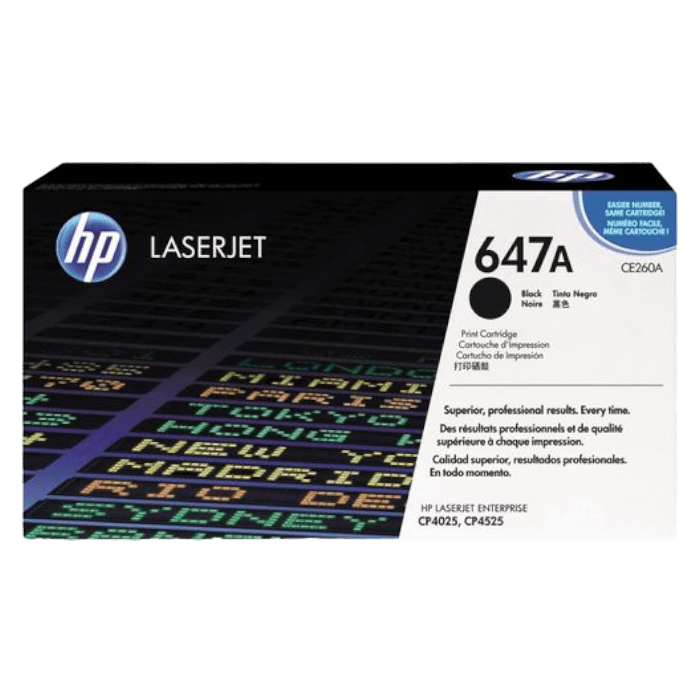 hp
EASIER NUMBER,
SAME CARTRIDGE!
NUMÉRO FACILE,
MÊME CARTOUCHE !
hp
LASERJET
647A
CE260A
Black Tinta Negra
Noire 黑色
Print Cartridge
Cartouche d'Impression
Cartucho de Impresión
打印硒鼓
Superior, professional results. Every time.
Des résultats professionnels et de qualité
supérieure à chaque impression.
Calidad superior, resultados profesionales.
En todo momento.
HP LASERJET ENTERPRISE
CP4025, CP4525
LONDO
MIAMI
PARIS
TOKYO
HONG K
NEW YO
MADRID
RIO DE
SYDNEY